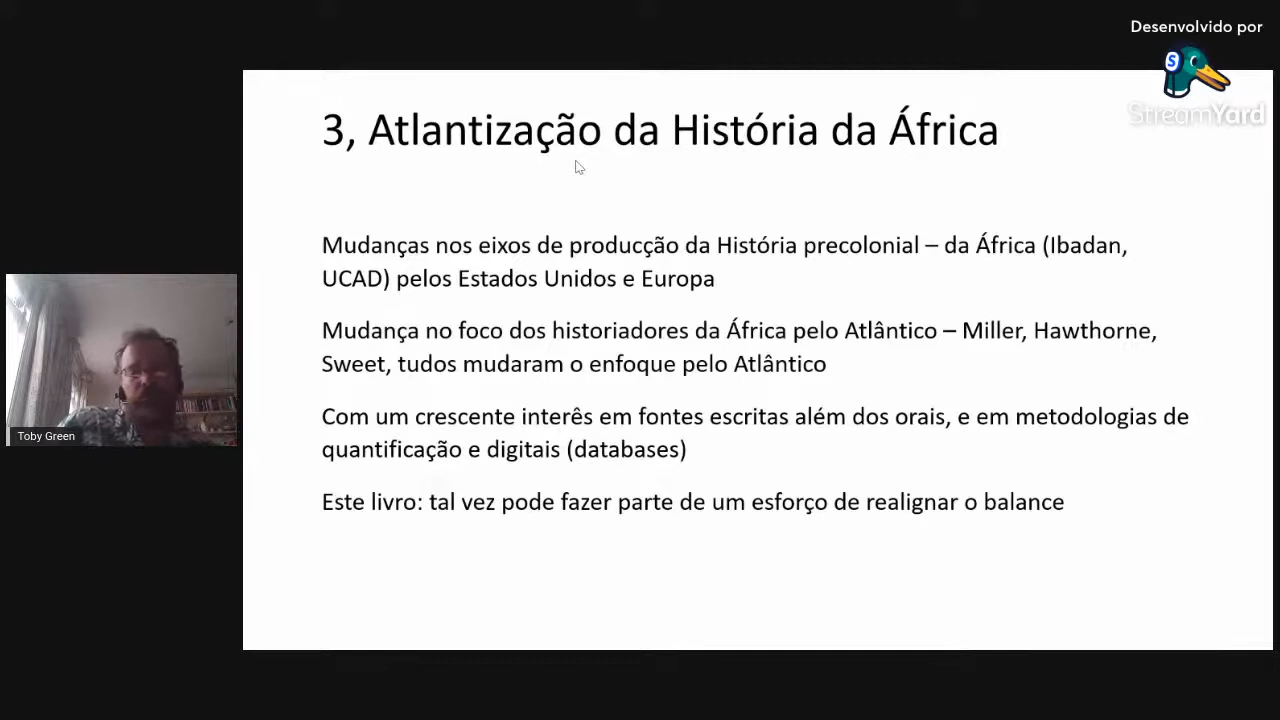 Desenvolvido por
StreamYard
3, Atlantização da História da África
Mudanças nos eixos de producção da História precolonial – da África (Ibadan,
UCAD) pelos Estados Unidos e Europa
Mudança no foco dos historiadores da África pelo Atlântico – Miller, Hawthorne,
Sweet, tudos mudaram o enfoque pelo Atlântico
Com um crescente interês em fontes escritas além dos orais, e em metodologias de
quantificação e digitais (databases)
Este livro: tal vez pode fazer parte de um esforço de realignar o balance
Toby Green